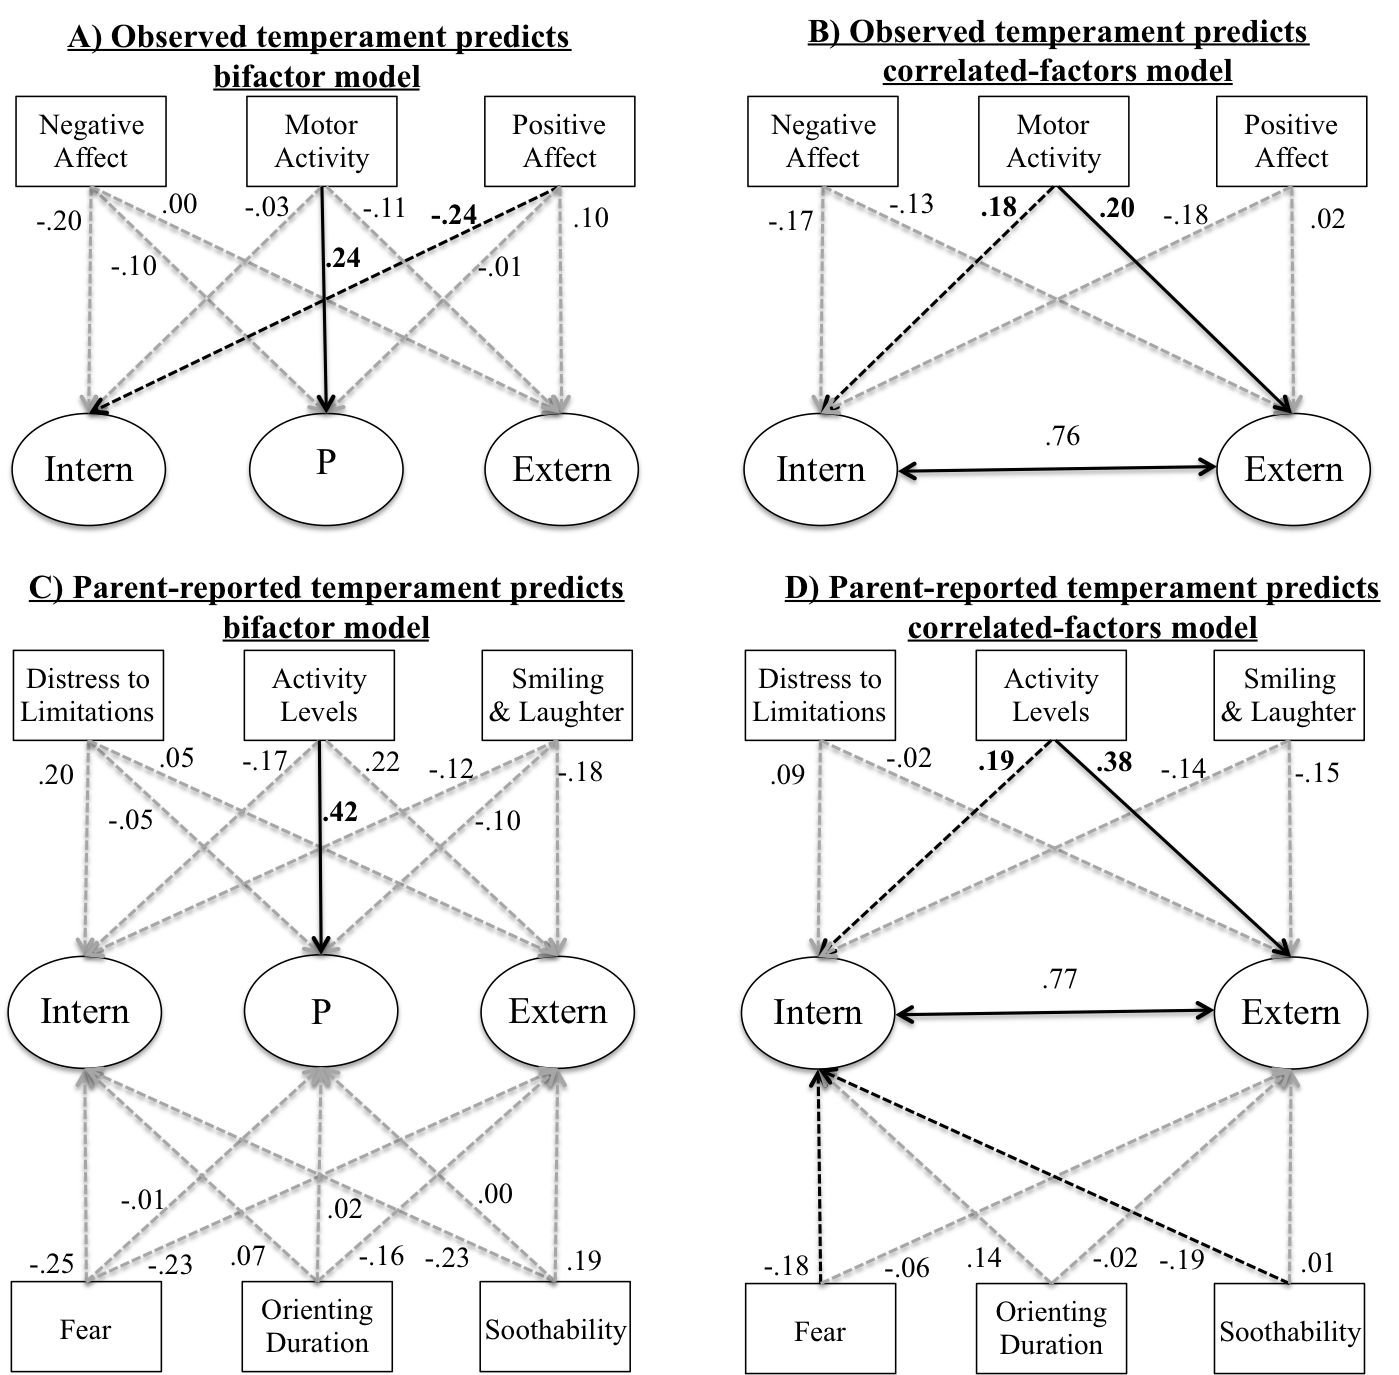 A) Observed temperament predicts
bifactor model
Negative
Affect
Motor
Activity
Positive
Affect
-.20
.00
-.03
-.11
-.24
.10
-.10
.24
-.01
Intern
P
Extern
B) Observed temperament predicts
correlated-factors model
Negative
Affect
Motor
Activity
Positive
Affect
-.17
-.13
.18
.20
-.18
.02
.76
Intern
Extern
C) Parent-reported temperament predicts
bifactor model
Distress to
Limitations
Activity
Levels
Smiling
& Laughter
.20
.05
-.17
.22
-.12
-.18
-.05
.42
-.10
Intern
P
Extern
-.01
.02
.00
-.25
-.23
.07
-.16
-.23
.19
Fear
Orienting
Duration
Soothability
D) Parent-reported temperament predicts
correlated-factors model
Distress to
Limitations
Activity
Levels
Smiling
& Laughter
.09
-.02
.19
.38
-.14
-.15
.77
Intern
Extern
-.18
-.06
.14
-.02
-.19
.01
Fear
Orienting
Duration
Soothability